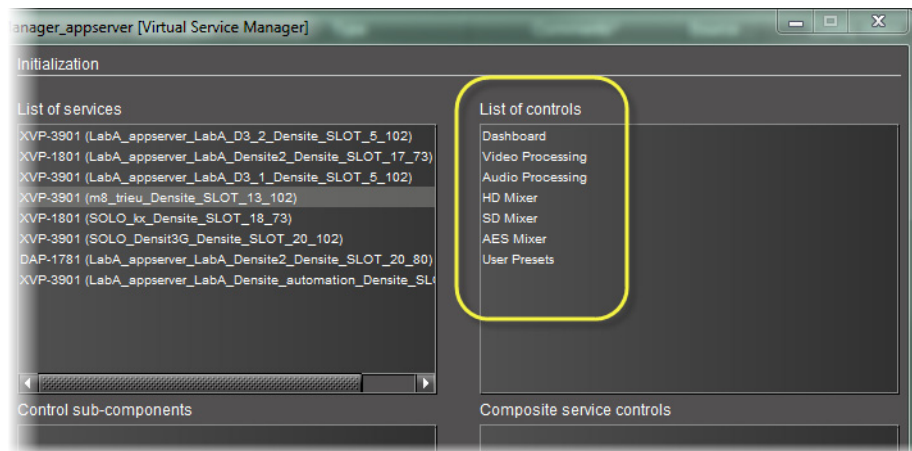 anager_appserver [Virtual Service Manager]
Initialization
List of services
XVP-3901 (LabA_appserver_LabA_D3_2_Densite_SLOT_5_102)
XVP-1801 (LabA_appserver_LabA_Densite2_Densite_SLOT_17_73)
XVP-3901 (LabA_appserver_LabA_D3_1_Densite_SLOT_5_102)
XVP-3901 (m8_trieu_Densite_SLOT_13_102)
XVP-1801 (SOLO_kx_Densite_SLOT_18_73)
XVP-3901 (SOLO_Densit3G_Densite_SLOT_20_102)
DAP-1781 (LabA_appserver_LabA_Densite2_Densite_SLOT_20_80)
XVP-3901 (LabA_appserver_LabA_Densite_automation_Densite_SL
List of controls
Dashboard
Video Processing
Audio Processing
HD Mixer
SD Mixer
AES Mixer
User Presets
Control sub-components
Composite service controls